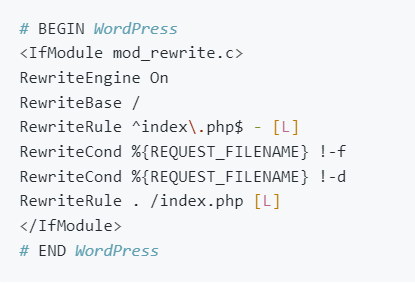 # BEGIN WordPress
<IfModule mod_rewrite.c>
RewriteEngine On
RewriteBase /
RewriteRule ^index\.php$ - [L]
RewriteCond %{REQUEST_FILENAME} !-f
RewriteCond %{REQUEST_FILENAME} !-d
RewriteRule . /index.php [L]
</IfModule>
# END WordPress